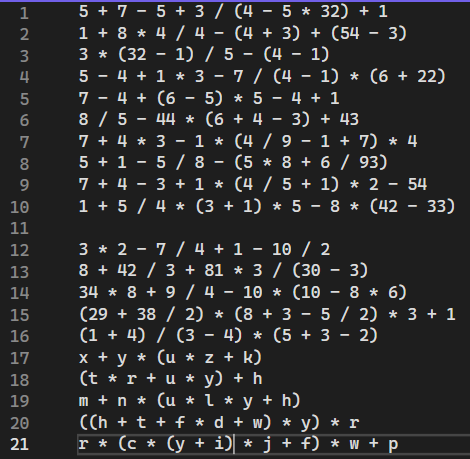 1 5 + 7 - 5 + 3 / (4 - 5 * 32) + 1
2 1 + 8 * 4 / 4 - (4 + 3) + (54 - 3)
3 3 * (32 - 1) / 5 - (4 - 1)
4 5 - 4 + 1 * 3 - 7 / (4 - 1) * (6 + 22)
5 7 - 4 + (6 - 5) * 5 - 4 + 1
6 8 / 5 - 44 * (6 + 4 - 3) + 43
7 7 + 4 * 3 - 1 * (4 / 9 - 1 + 7) * 4
8 5 + 1 - 5 / 8 - (5 * 8 + 6 / 93)
9 7 + 4 - 3 + 1 * (4 / 5 + 1) * 2 - 54
10 1 + 5 / 4 * (3 + 1) * 5 - 8 * (42 - 33)
11
12 3 * 2 - 7 / 4 + 1 - 10 / 2
13 8 + 42 / 3 + 81 * 3 / (30 - 3)
14 34 * 8 + 9 / 4 - 10 * (10 - 8 * 6)
15 (29 + 38 / 2) * (8 + 3 - 5 / 2) * 3 + 1
16 (1 + 4) / (3 - 4) * (5 + 3 - 2)
17 x + y * (u * z + k)
18 (t * r + u * y) + h
19 m + n * (u * l * y + h)
20 ((h + t + f * d + w) * y) * r
21 r * (c * (y + i) * j + f) * w + p